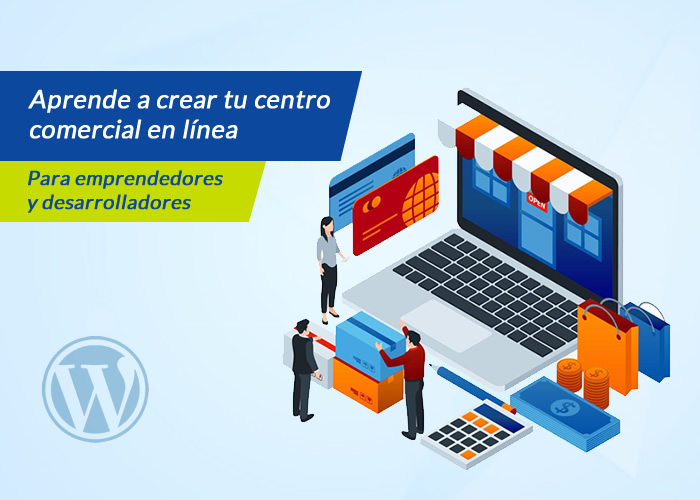 Aprende a crear tu centro
comercial en línea
Para emprendedores
y desarrolladores
OPEN